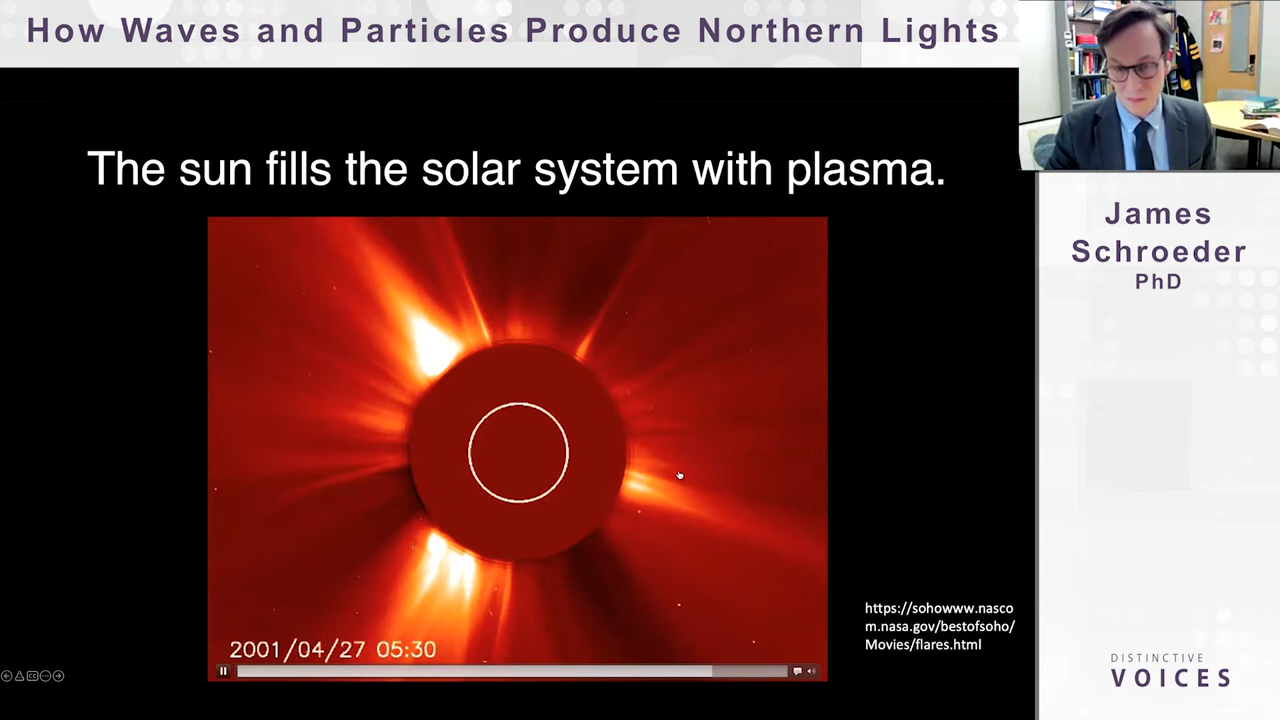 How Waves and Particles Produce Northern Lights
The sun fills the solar system with plasma.
James
Schroeder
PhD
2001/04/27 05:30
https://sohowww.nasco
m.nasa.gov/bestofsoho/
Movies/flares.html
DISTINCTIVE
VOICES